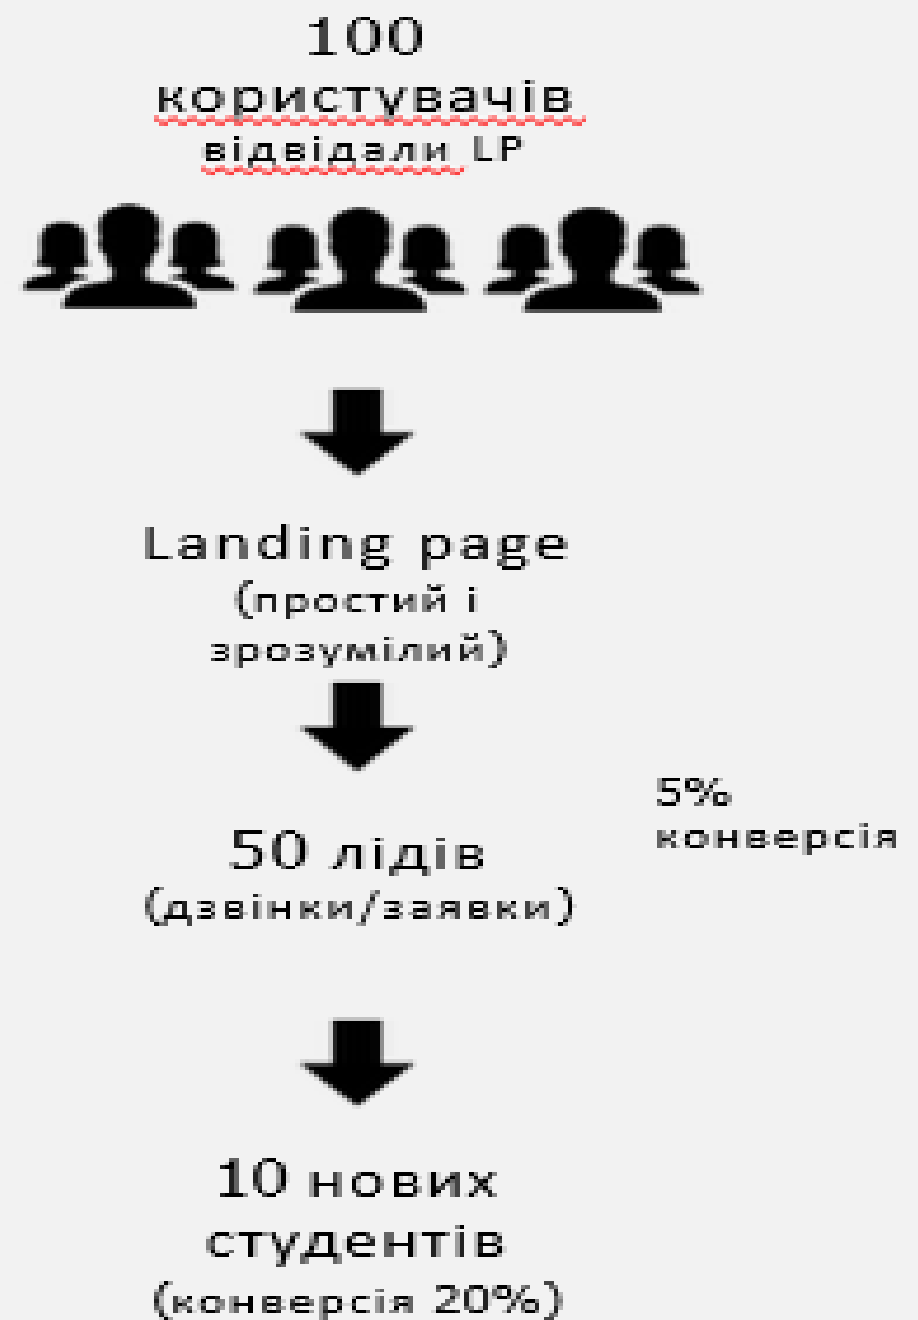 100
користувачів
відвідали LP
Landing page
(простий і
зрозумілий)
5%
конверсія
50 лідів
(дзвінки/заявки)
10 нових
студентів
(конверсія 20%)